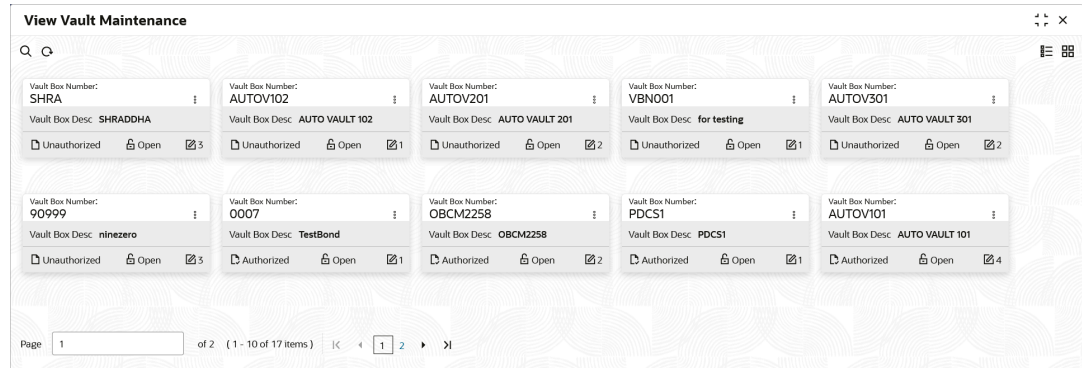 View Vault Maintenance
Vault Box Number:
SHRA
Vault Box Desc SHRADDHA
Unauthorized Open 3
Vault Box Number:
AUTOV102
Vault Box Desc AUTO VAULT 102
Unauthorized Open 1
Vault Box Number:
AUTOV201
Vault Box Desc AUTO VAULT 201
Unauthorized Open 2
Vault Box Number:
VBN001
Vault Box Desc for testing
Unauthorized Open 1
Vault Box Number:
AUTOV301
Vault Box Desc AUTO VAULT 301
Unauthorized Open 2
Vault Box Number:
90999
Vault Box Desc ninezero
Unauthorized Open 3
Vault Box Number:
0007
Vault Box Desc TestBond
Authorized Open 1
Vault Box Number:
OBCM2258
Vault Box Desc OBCM2258
Authorized Open 2
Vault Box Number:
PDCS1
Vault Box Desc PDCS1
Authorized Open 1
Vault Box Number:
AUTOV101
Vault Box Desc AUTO VAULT 101
Authorized Open 4
Page 1 of 2 (1 - 10 of 17 items) 1 2